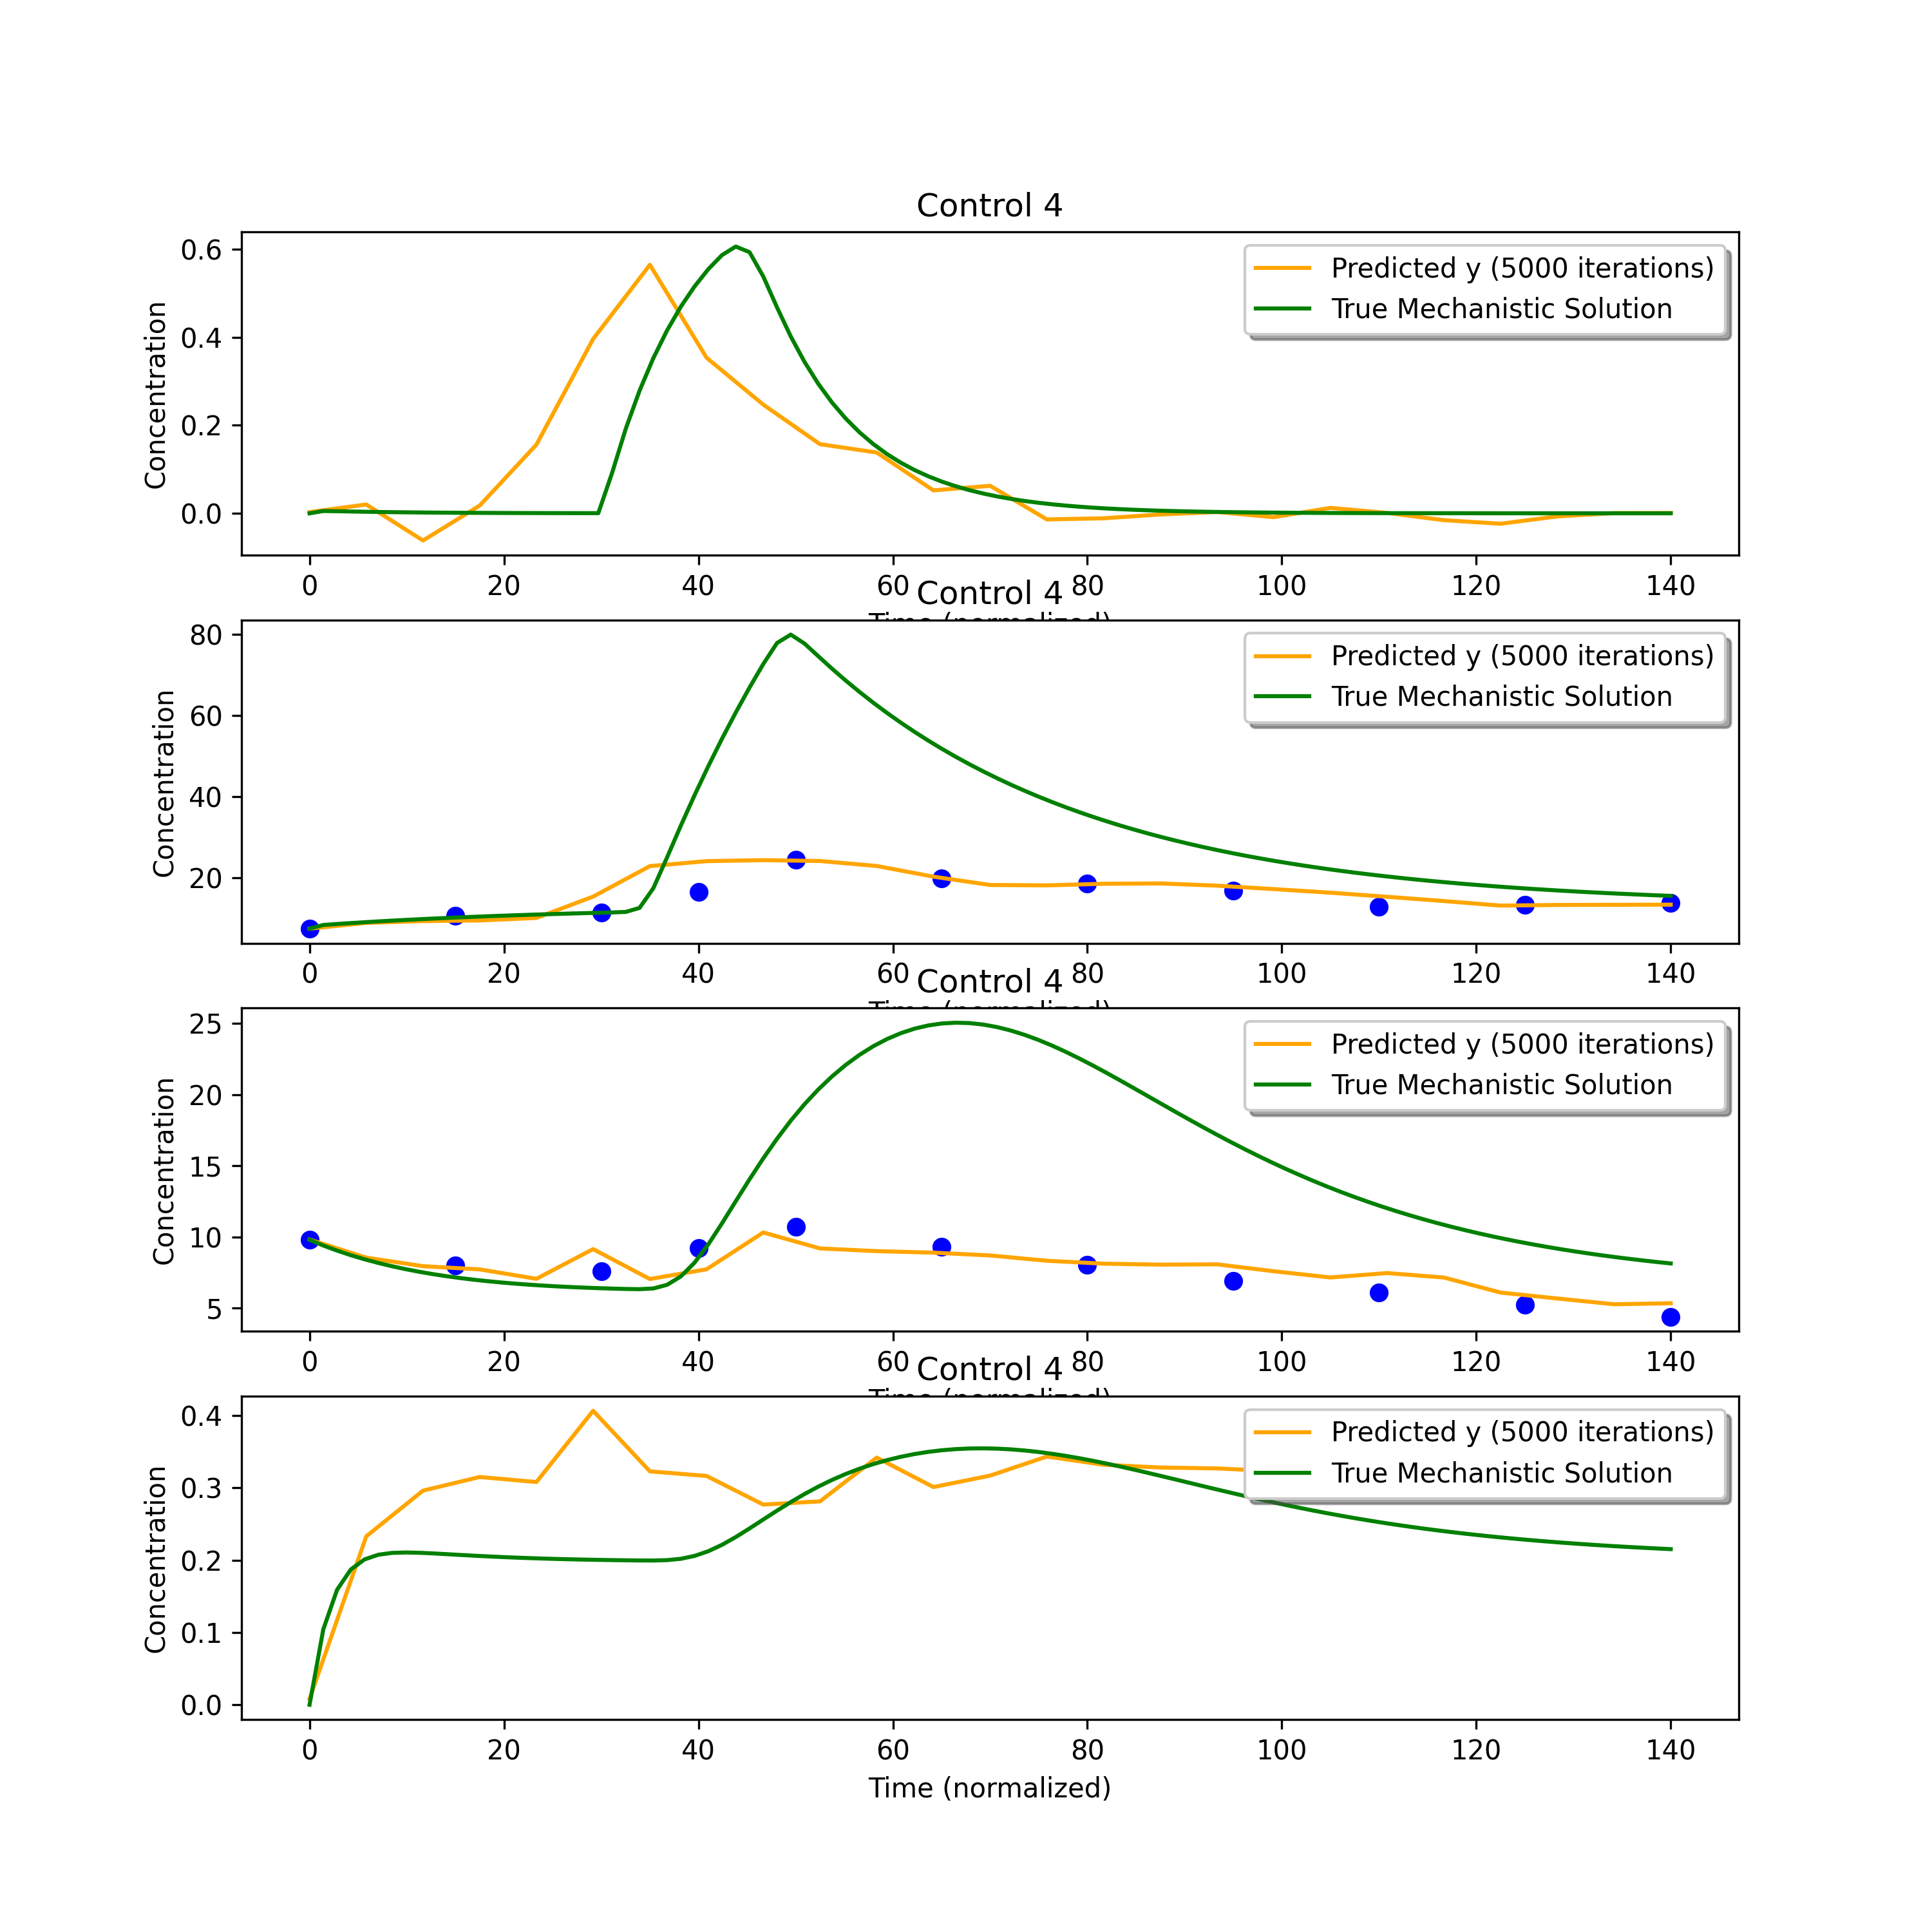 Control 4
0.6
0.4
0.2
0.0
Concentration
Predicted y (5000 iterations)
True Mechanistic Solution
0 20 40 60 80 100 120 140
Control 4
80
60
40
20
Concentration
Predicted y (5000 iterations)
True Mechanistic Solution
0 20 40 60 80 100 120 140
Control 4
25
20
15
10
5
Concentration
Predicted y (5000 iterations)
True Mechanistic Solution
0 20 40 60 80 100 120 140
Control 4
0.4
0.3
0.2
0.1
0.0
Concentration
Predicted y (5000 iterations)
True Mechanistic Solution
0 20 40 60 80 100 120 140
Time (normalized)